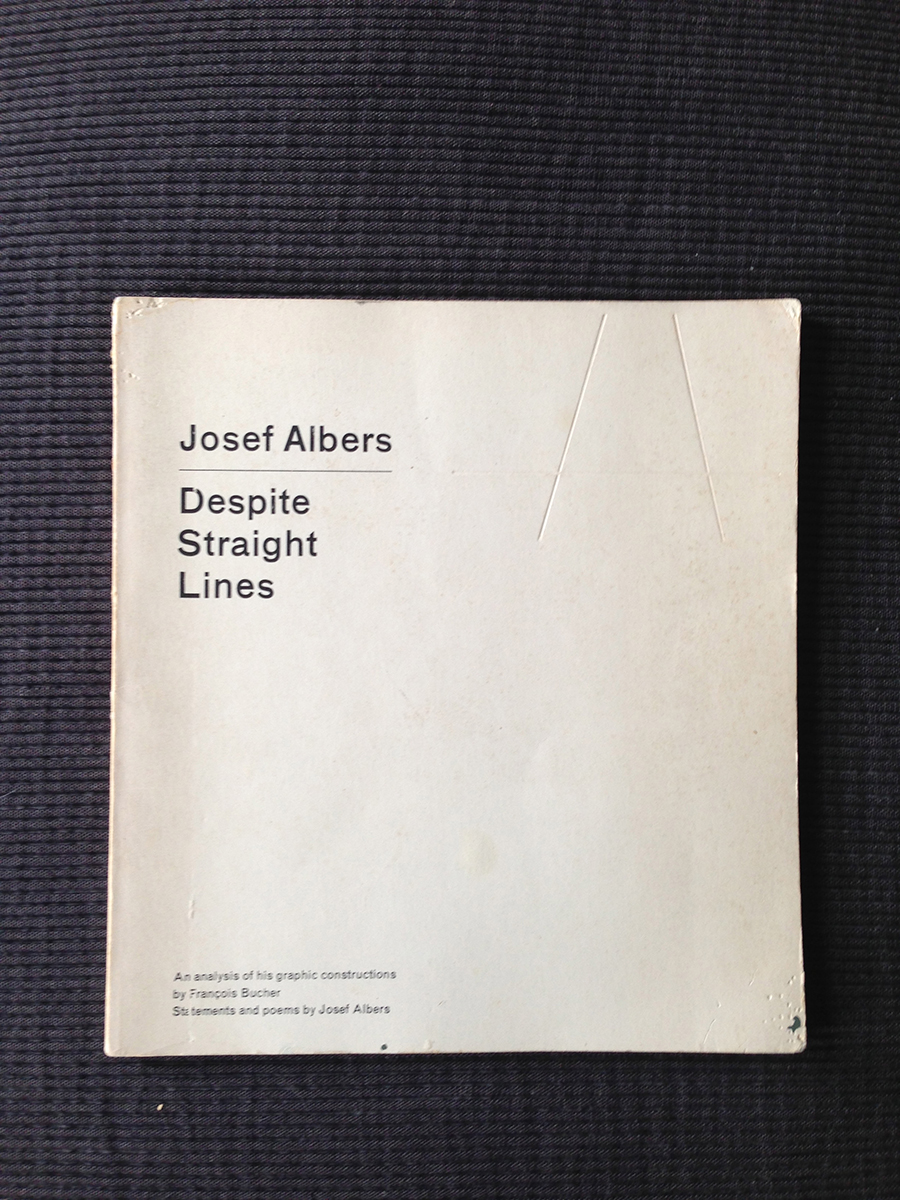 Josef Albers
Despite
Straight
Lines
An analysis of his graphic constructions
by François Bucher
Statements and poems by Josef Albers